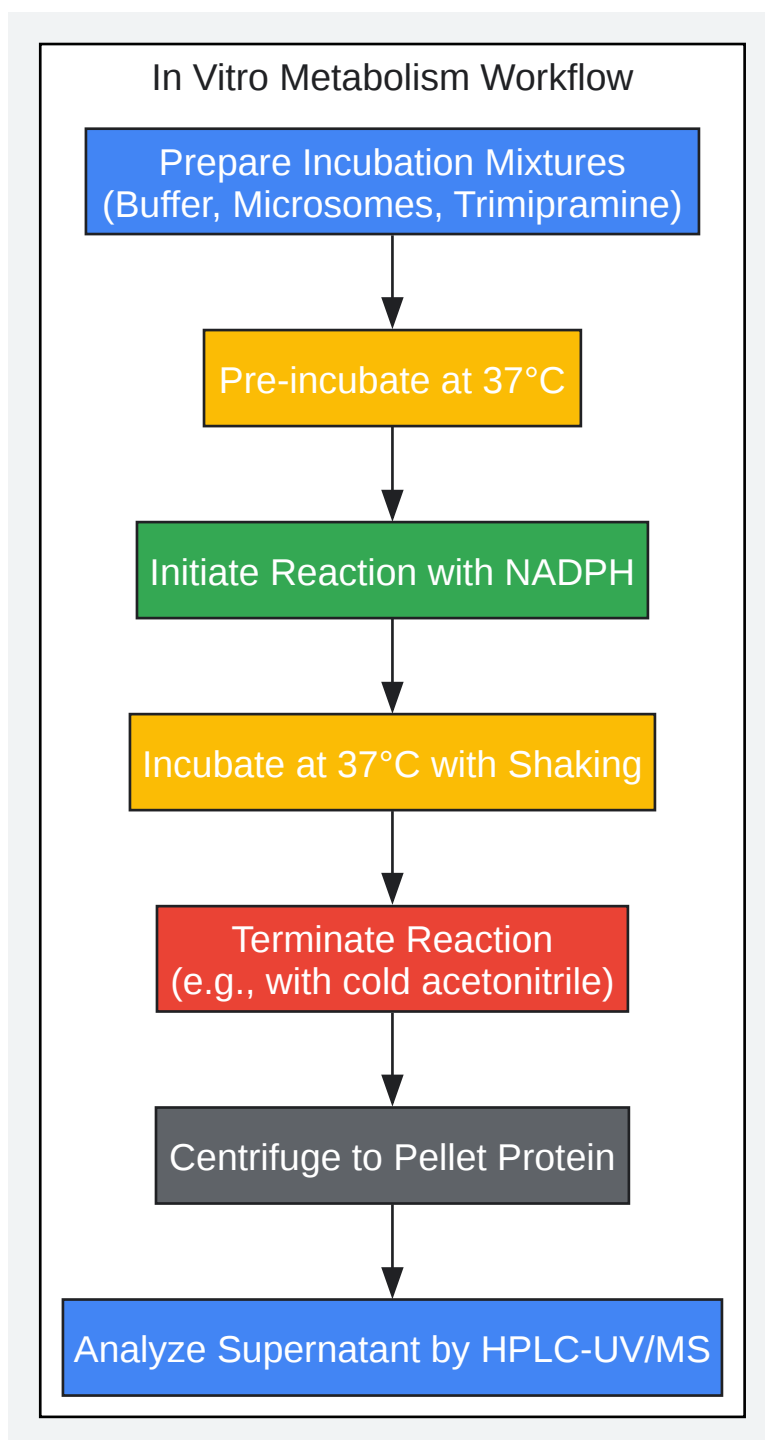 In Vitro Metabolism Workflow
Prepare Incubation Mixtures
(Buffer, Microsomes, Trimipramine)
Pre-incubate at 37°C
Initiate Reaction with NADPH
Incubate at 37°C with Shaking
Terminate Reaction
(e.g., with cold acetonitrile)
Centrifuge to Pellet Protein
Analyze Supernatant by HPLC-UV/MS